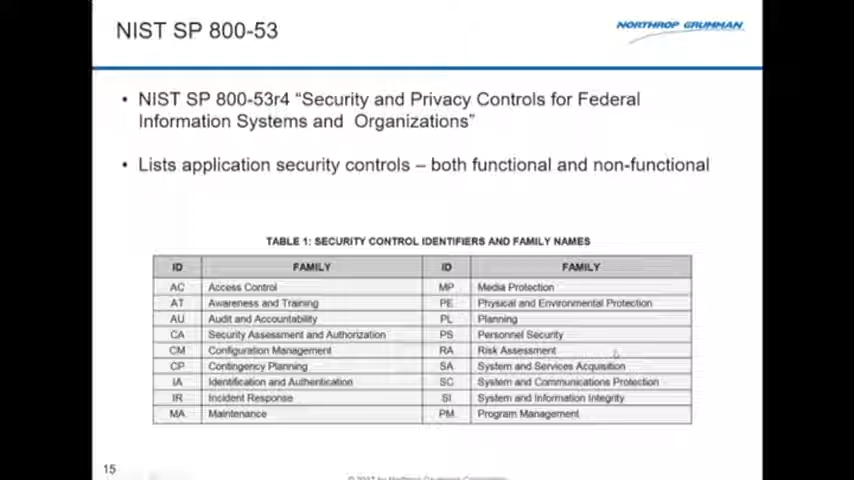 NIST SP 800-53
NORTHROP GRUMMAN
• NIST SP 800-53r4 “Security and Privacy Controls for Federal
Information Systems and Organizations”
• Lists application security controls – both functional and non-functional
TABLE 1: SECURITY CONTROL IDENTIFIERS AND FAMILY NAMES
ID FAMILY ID FAMILY
AC Access Control MP Media Protection
AT Awareness and Training PE Physical and Environmental Protection
AU Audit and Accountability PL Planning
CA Security Assessment and Authorization PS Personnel Security
CM Configuration Management RA Risk Assessment
CP Contingency Planning SA System and Services Acquisition
IA Identification and Authentication SC System and Communications Protection
IR Incident Response SI System and Information Integrity
MA Maintenance PM Program Management
15